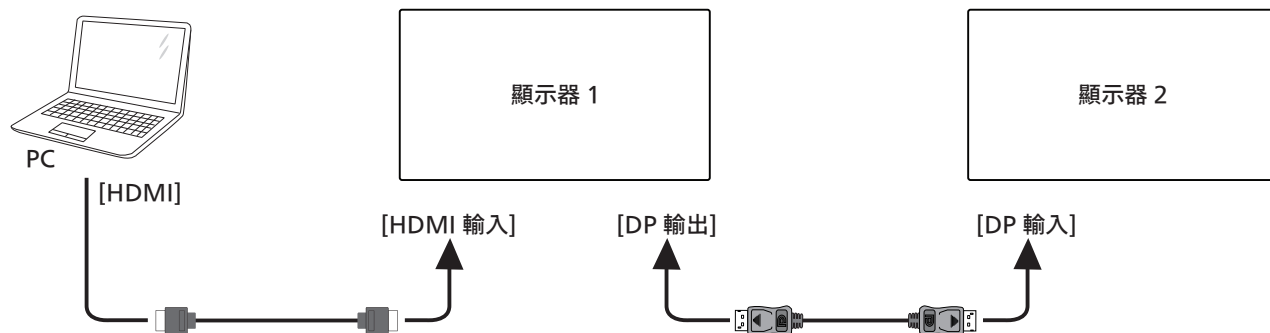 顯示器 1
顯示器 2
PC
[HDMI]
[HDMI 輸入]
[DP 輸出]
[DP 輸入]